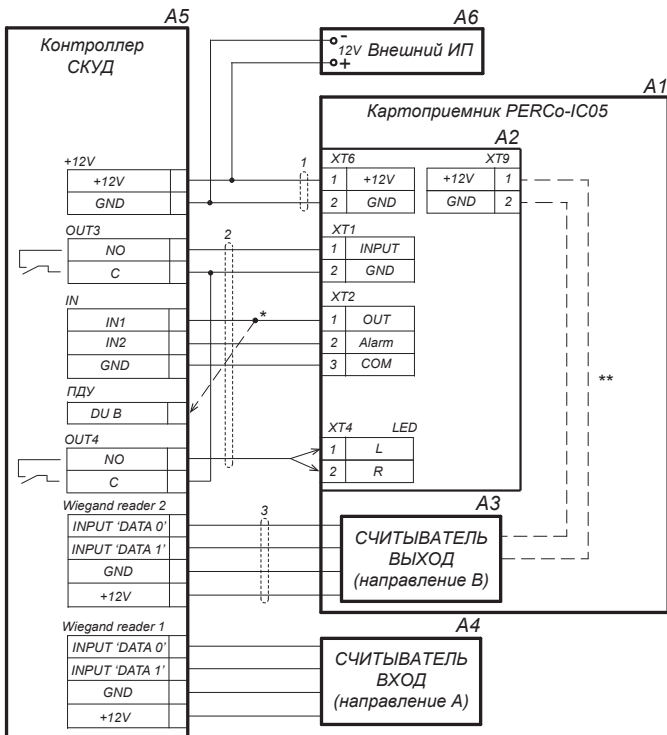 A5
Контроллер
СКУД
A6
-
12V Внешний ИП
+
A1
Картоприемник PERCo-IC05
A2
+12V
+12V
GND
1
XT6
1 +12V
2 GND
XT9
+12V 1
GND 2
OUT3
NO
C
2
XT1
1 INPUT
2 GND
IN
IN1
IN2
GND
*
XT2
1 OUT
2 Alarm
3 COM
**
ПДУ
DU B
OUT4
NO
C
XT4 LED
1 L
2 R
Wiegand reader 2
INPUT ‘DATA 0’
INPUT ‘DATA 1’
GND
+12V
3
A3
СЧИТЫВАТЕЛЬ
ВЫХОД
(направление B)
Wiegand reader 1
INPUT ‘DATA 0’
INPUT ‘DATA 1’
GND
+12V
A4
СЧИТЫВАТЕЛЬ
ВХОД
(направление A)